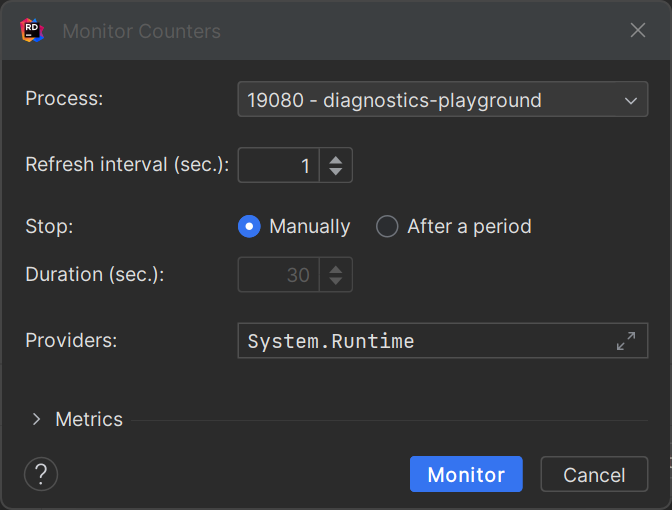 RD
Monitor Counters
Process:
19080 - diagnostics-playground
Refresh interval (sec.):
1
Stop:
Manually
After a period
Duration (sec.):
30
Providers:
System.Runtime
Metrics
?
Monitor
Cancel